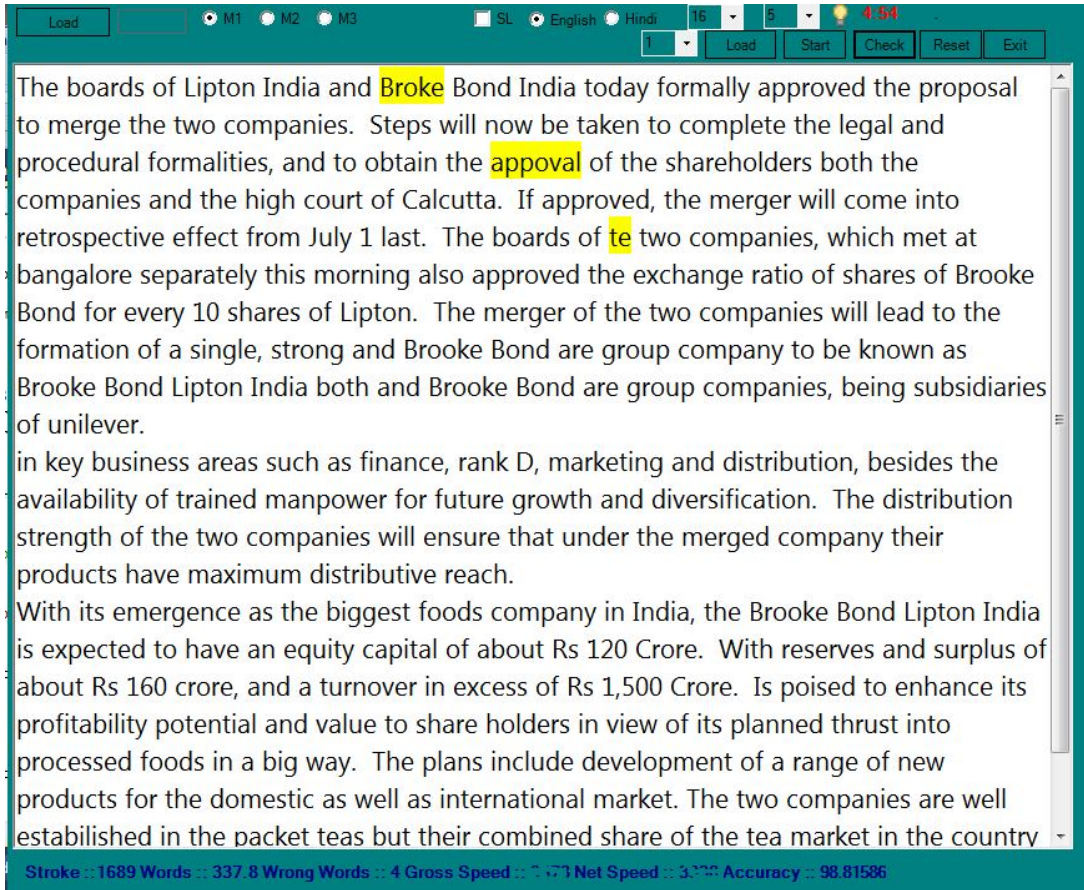 Load M1 M2 M3 SL English Hindi 16 5 4:54
1 Load Start Check Reset Exit
The boards of Lipton India and Broke Bond India today formally approved the proposal
to merge the two companies.  Steps will now be taken to complete the legal and
procedural formalities, and to obtain the appoval of the shareholders both the
companies and the high court of Calcutta.  If approved, the merger will come into
retrospective effect from July 1 last.  The boards of te two companies, which met at
bangalore separately this morning also approved the exchange ratio of shares of Brooke
Bond for every 10 shares of Lipton.  The merger of the two companies will lead to the
formation of a single, strong and Brooke Bond are group company to be known as
Brooke Bond Lipton India both and Brooke Bond are group companies, being subsidiaries
of unilever.
in key business areas such as finance, rank D, marketing and distribution, besides the
availability of trained manpower for future growth and diversification.  The distribution
strength of the two companies will ensure that under the merged company their
products have maximum distributive reach.
With its emergence as the biggest foods company in India, the Brooke Bond Lipton India
is expected to have an equity capital of about Rs 120 Crore.  With reserves and surplus of
about Rs 160 crore, and a turnover in excess of Rs 1,500 Crore.  Is poised to enhance its
profitability potential and value to share holders in view of its planned thrust into
processed foods in a big way.  The plans include development of a range of new
products for the domestic as well as international market. The two companies are well
estabilished in the packet teas but their combined share of the tea market in the country
Stroke :: 1689 Words :: 337.8 Wrong Words :: 4 Gross Speed :: Net Speed :: Accuracy :: 98.81586